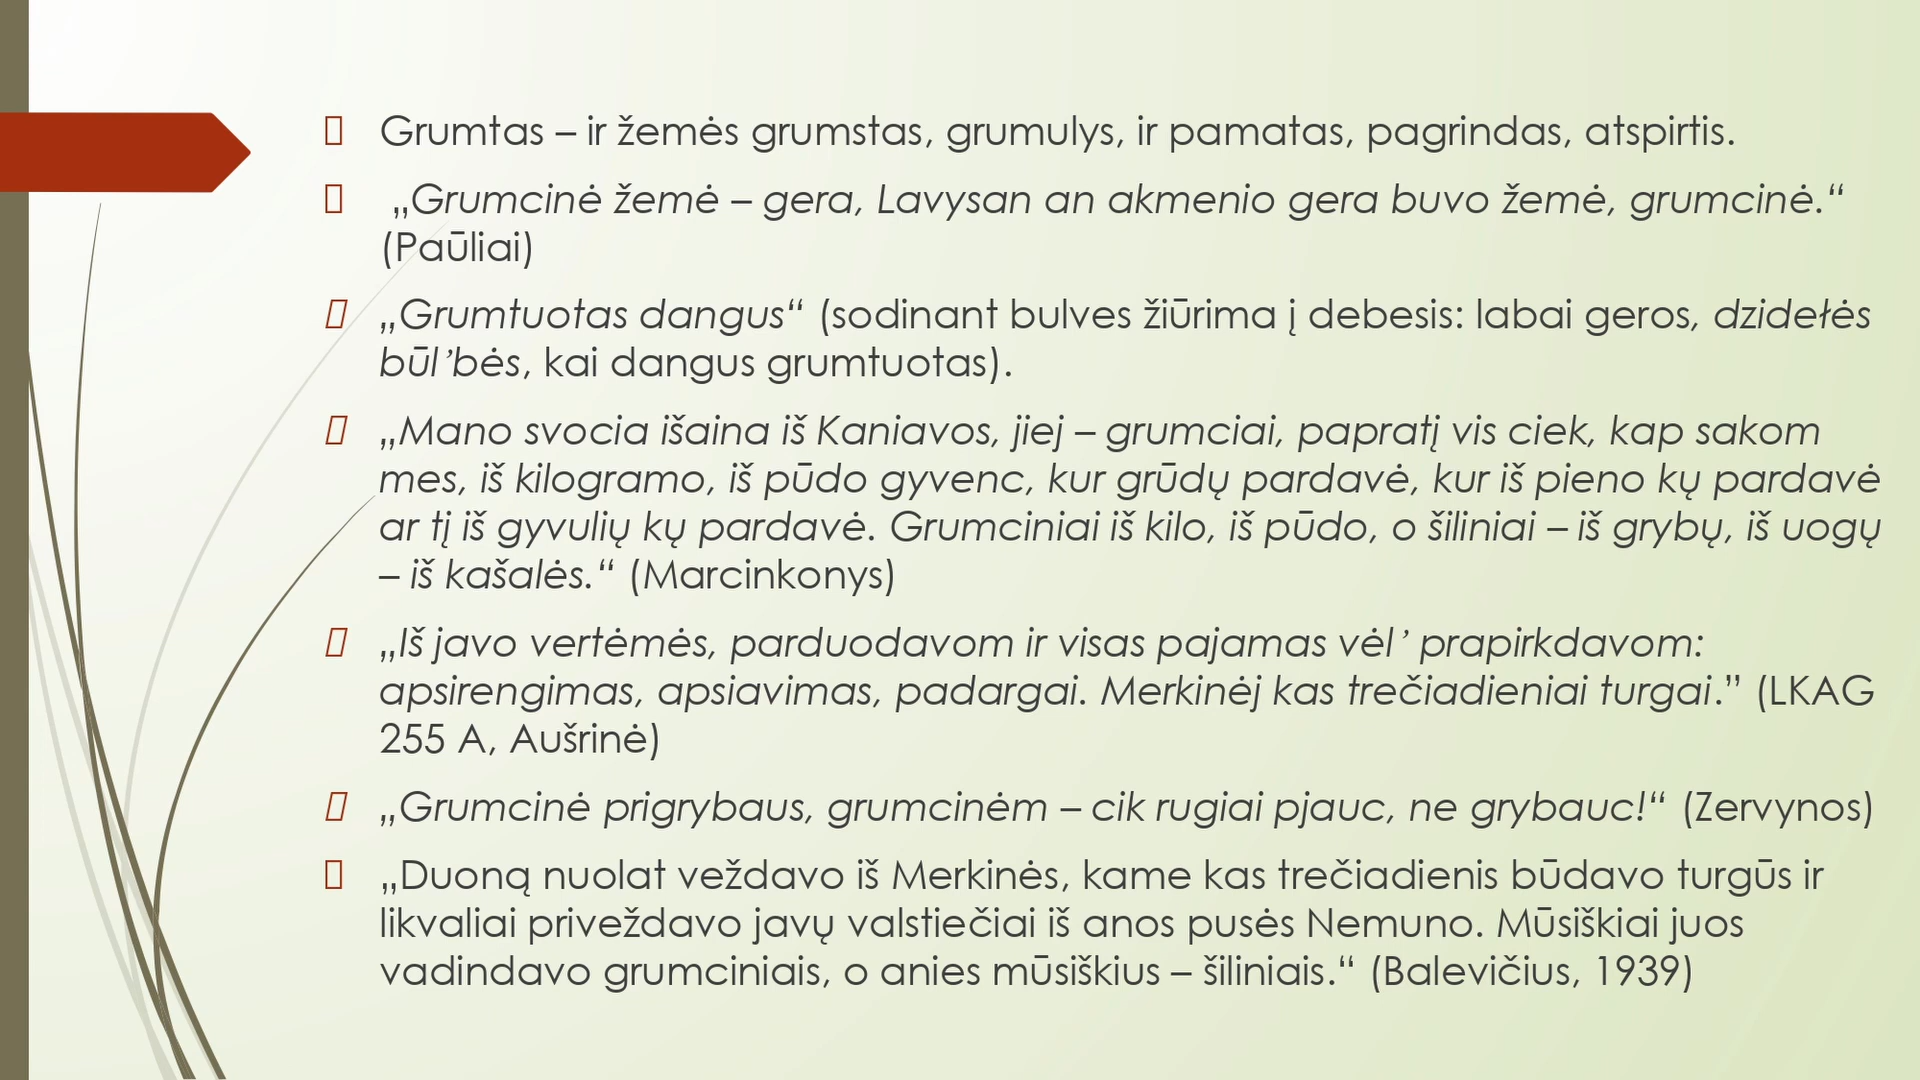 Grumtas – ir žemės grumstas, grumulys, ir pamatas, pagrindas, atspirtis.
„Grumcinė žemė – gera, Lavysan an akmenio gera buvo žemė, grumcinė.“
(Paūliai)
„Grumtuotas dangus“ (sodinant bulves žiūrima į debesis: labai geros, dzidełės
būl’bės, kai dangus grumtuotas).
„Mano svocia išaina iš Kaniavos, jiej – grumciai, papratį vis ciek, kap sakom
mes, iš kilogramo, iš pūdo gyvenc, kur grūdų pardavė, kur iš pieno kų pardavė
ar tį iš gyvulių kų pardavė. Grumciniai iš kilo, iš pūdo, o šiliniai – iš grybų, iš uogų
– iš kašalės.“ (Marcinkonys)
„Iš javo vertėmės, parduodavom ir visas pajamas vėl’ prapirkdavom:
apsirengimas, apsiavimas, padargai. Merkinėj kas trečiadieniai turgai.” (LKAG
255 A, Aušrinė)
„Grumcinė prigrybaus, grumcinėm – cik rugiai pjauc, ne grybauc!“ (Zervynos)
„Duoną nuolat veždavo iš Merkinės, kame kas trečiadienis būdavo turgūs ir
likvaliai priveždavo javų valstiečiai iš anos pusės Nemuno. Mūsiškiai juos
vadindavo grumciniais, o anies mūsiškius – šiliniais.“ (Balevičius, 1939)